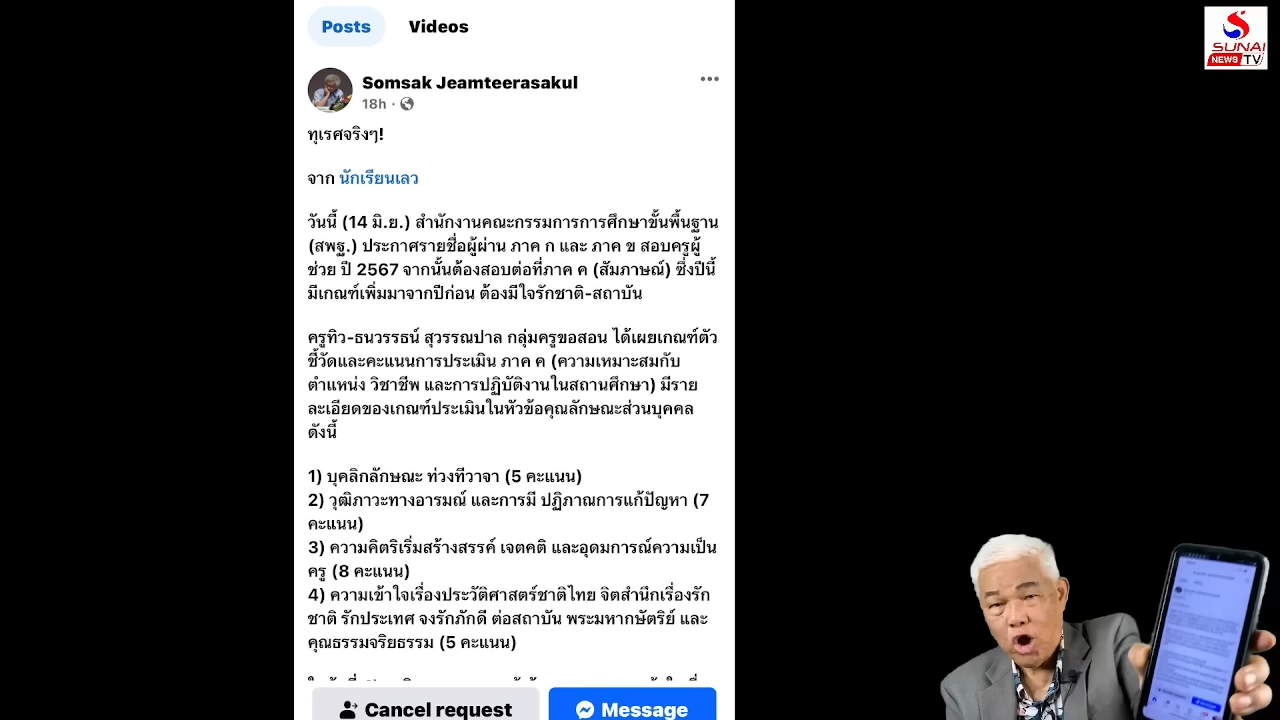 Posts Videos
SUNAI
NEWS TV
Somsak Jeamteerasakul
18h
ทุเรศจริงๆ!
จาก นักเรียนเลว
วันนี้ (14 มิ.ย.) สำนักงานคณะกรรมการการศึกษาขั้นพื้นฐาน
(สพฐ.) ประกาศรายชื่อผู้ผ่าน ภาค ก และ ภาค ข สอบครูผู้
ช่วย ปี 2567 จากนั้นต้องสอบต่อที่ภาค ค (สัมภาษณ์) ซึ่งปีนี้
มีเกณฑ์เพิ่มมาจากปีก่อน ต้องมีใจรักชาติ-สถาบัน
ครูทิว-ธนวรรธน์ สุวรรณปาล กลุ่มครูขอสอน ได้เผยเกณฑ์ตัว
ชี้วัดและคะแนนการประเมิน ภาค ค (ความเหมาะสมกับ
ตำแหน่ง วิชาชีพ และการปฏิบัติงานในสถานศึกษา) มีราย
ละเอียดของเกณฑ์ประเมินในหัวข้อคุณลักษณะส่วนบุคคล
ดังนี้
1) บุคลิกลักษณะ ท่วงทีวาจา (5 คะแนน)
2) วุฒิภาวะทางอารมณ์ และการมี ปฏิภาณการแก้ปัญหา (7
คะแนน)
3) ความคิตริเริ่มสร้างสรรค์ เจตคติ และอุดมการณ์ความเป็น
ครู (8 คะแนน)
4) ความเข้าใจเรื่องประวัติศาสตร์ชาติไทย จิตสำนึกเรื่องรัก
ชาติ รักประเทศ จงรักภักดี ต่อสถาบัน พระมหากษัตริย์ และ
คุณธรรมจริยธรรม (5 คะแนน)
Cancel request Message